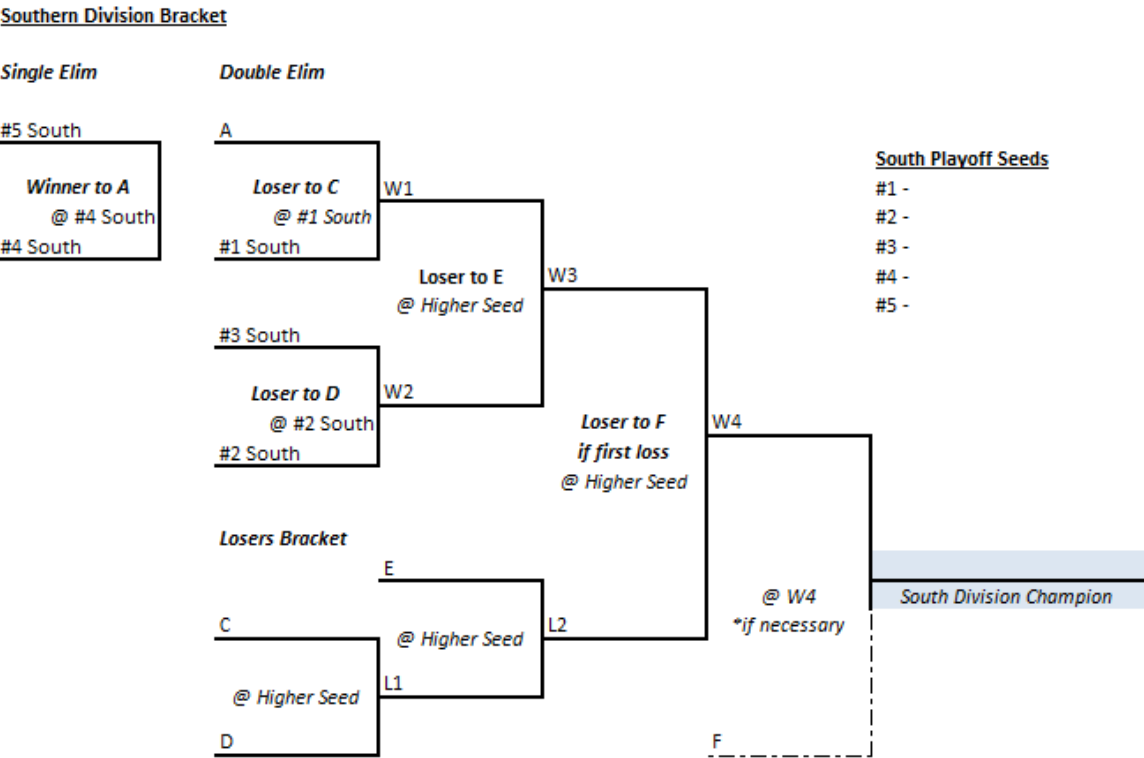 Southern Division Bracket
Single Elim
Double Elim
#5 South
Winner to A
@ #4 South
#4 South
A
Loser to C
@ #1 South
#1 South
W1
Loser to E
@ Higher Seed
#3 South
Loser to D
@ #2 South
#2 South
W2
W3
Loser to F
if first loss
@ Higher Seed
W4
South Playoff Seeds
#1 -
#2 -
#3 -
#4 -
#5 -
Losers Bracket
E
C
@ Higher Seed
D
L1
@ Higher Seed
L2
@ W4
*if necessary
F
South Division Champion